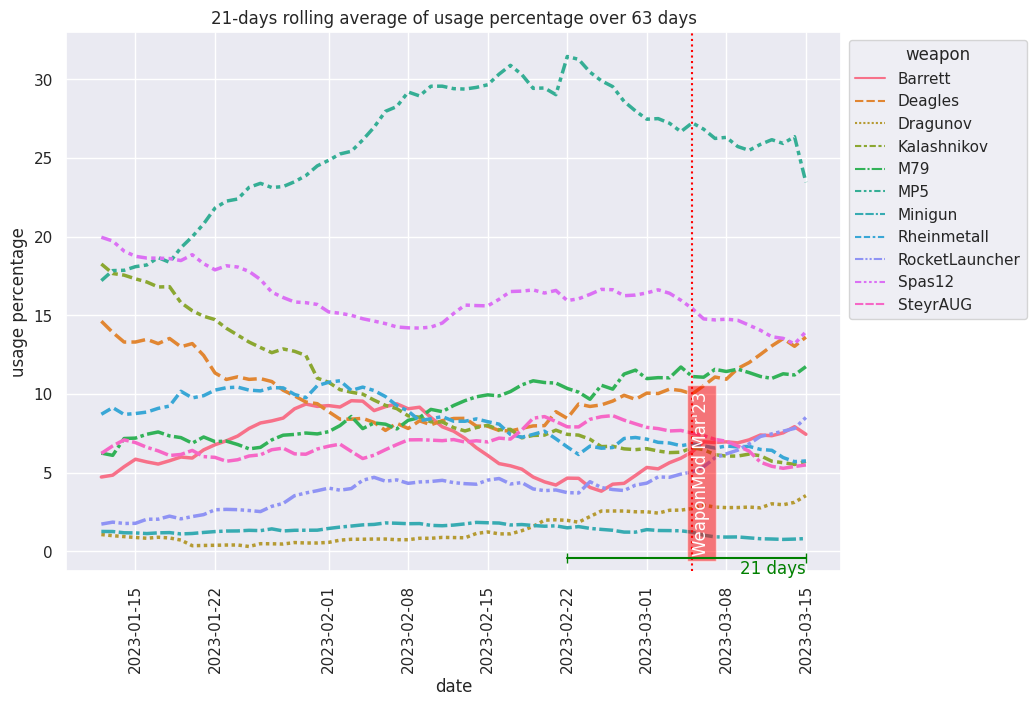 21-days rolling average of usage percentage over 63 days
usage percentage
30
25
20
15
10
5
0
WeaponMod Mar'23
21 days
2023-01-15
2023-01-22
2023-02-01
2023-02-08
2023-02-15
2023-02-22
2023-03-01
2023-03-08
2023-03-15
date
weapon
Barrett
Deagles
Dragunov
Kalashnikov
M79
MP5
Minigun
Rheinmetall
RocketLauncher
Spas12
SteyrAUG